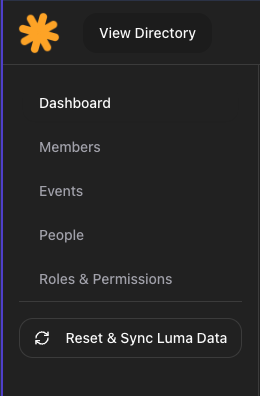 View Directory
Dashboard
Members
Events
People
Roles & Permissions
Reset & Sync Luma Data